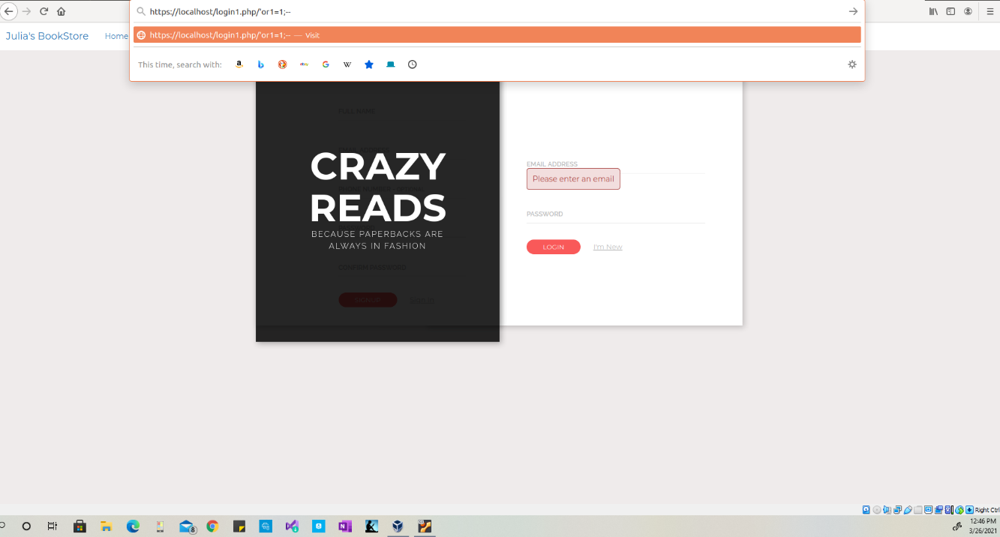 https://localhost/login1.php/'or1=1;--
Julia's BookStore Home
https://localhost/login1.php/'or1=1;-- — Visit
This time, search with:
FULL NAME
CRAZY
READS
BECAUSE PAPERBACKS ARE
ALWAYS IN FASHION
CONFIRM PASSWORD
SIGNUP
EMAIL ADDRESS
Please enter an email
PASSWORD
LOGIN I'm New
Right Ctrl
8
12:46 PM
3/26/2021